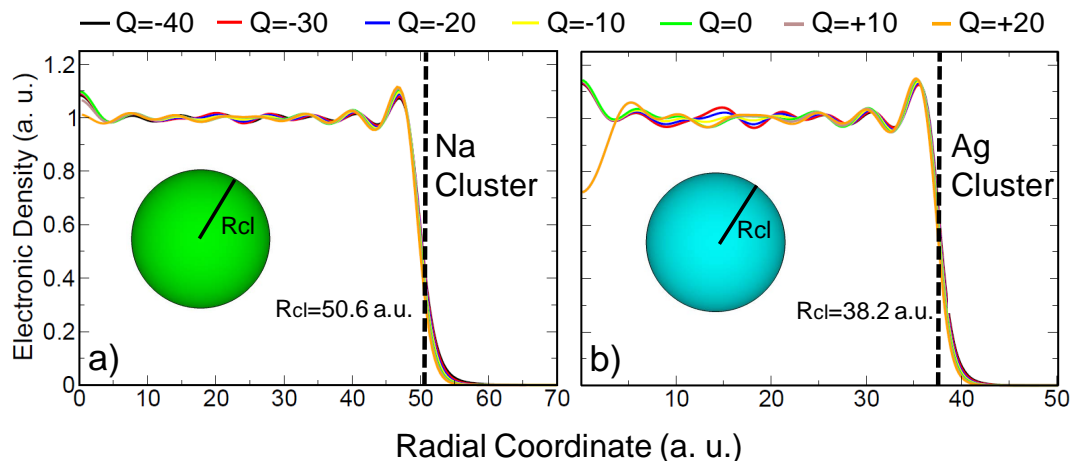 Q=-40 Q=-30 Q=-20 Q=-10 Q=0 Q=+10 Q=+20
Electronic Density (a. u.)
1.2
1
0.8
0.6
0.4
0.2
0
Na
Cluster
Rcl
Rcl=50.6 a.u.
a)
0 10 20 30 40 50 60 70
Ag
Cluster
Rcl
Rcl=38.2 a.u.
b)
0 10 20 30 40 50
Radial Coordinate (a. u.)